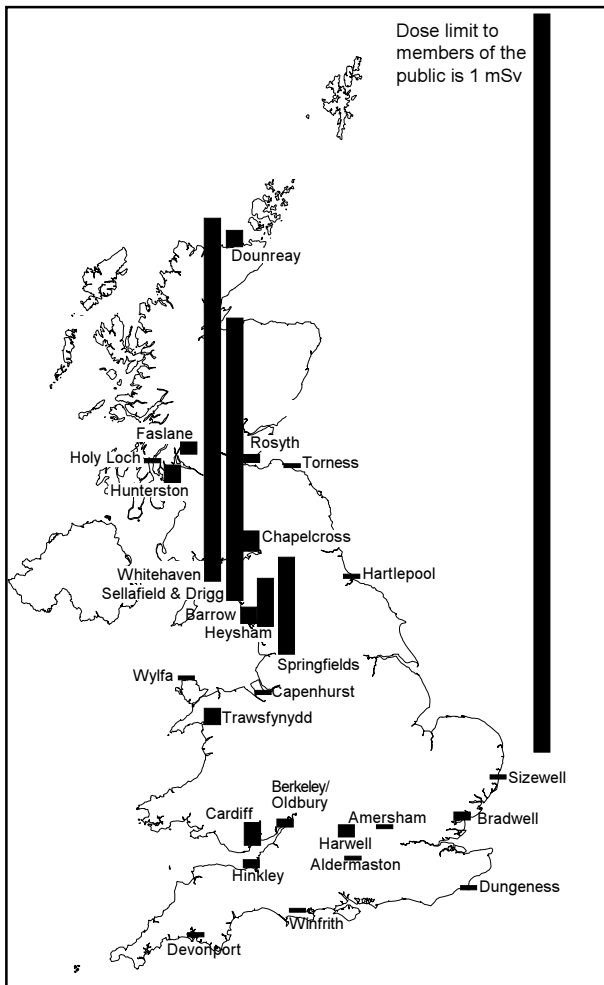 Dose limit to
members of the
public is 1 mSv
Dounreay
Faslane
Rosyth
Holy Loch
Torness
Hunterston
Chapelcross
Whitehaven
Hartlepool
Sellafield & Drigg
Barrow
Heysham
Springfields
Wylfa
Capenhurst
Trawsfynydd
Sizewell
Berkeley/
Oldbury
Cardiff
Amersham
Bradwell
Harwell
Aldermaston
Hinkley
Dungeness
Winfrith
Devonport